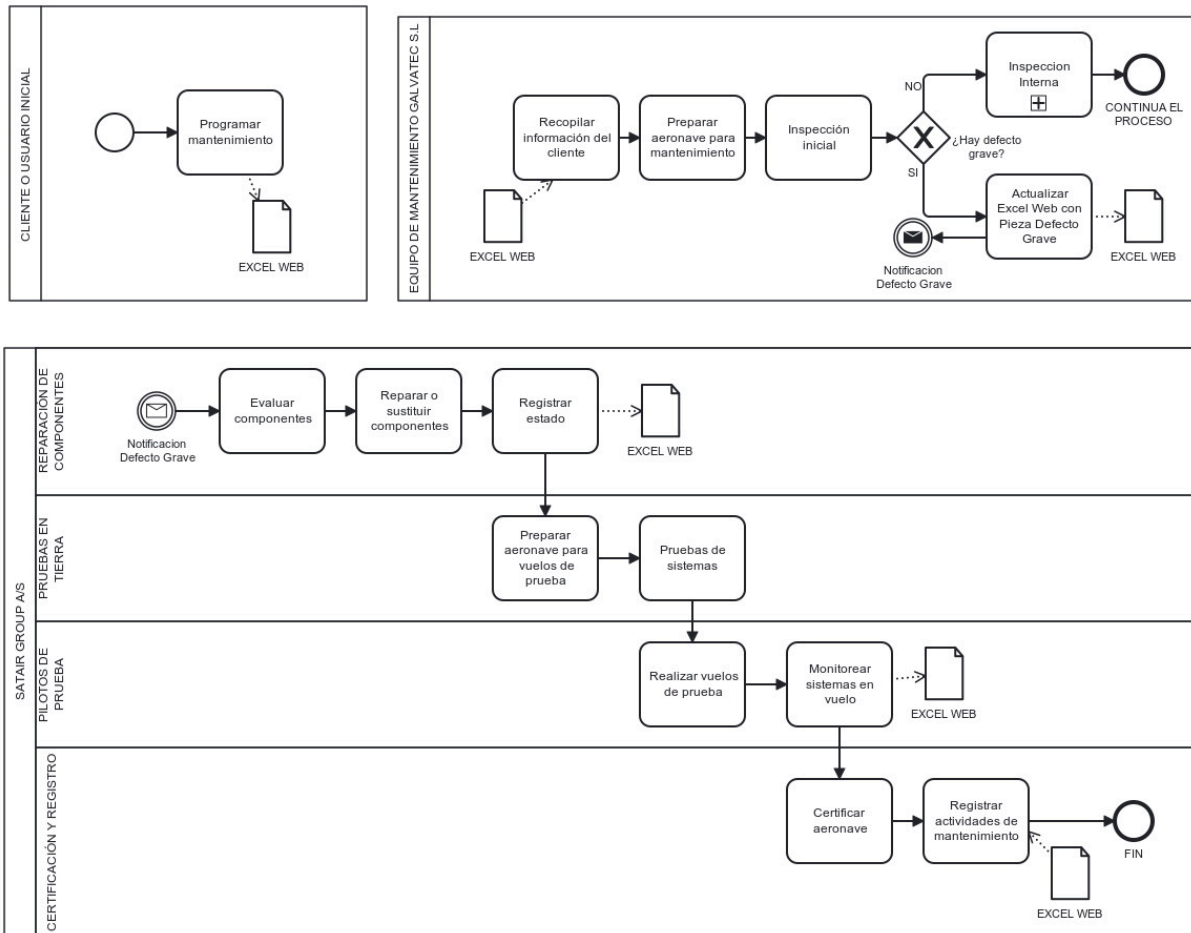 CLIENTE O USUARIO INICIAL
Programar
mantenimiento
EXCEL WEB
EQUIPO DE MANTENIMIENTO GALVATEC S.L
Recopilar
información del
cliente
EXCEL WEB
Preparar
aeronave para
mantenimiento
Inspección
inicial
¿Hay defecto
grave?
NO
Inspeccion
Interna
CONTINUA EL
PROCESO
SI
Actualizar
Excel Web con
Pieza Defecto
Grave
EXCEL WEB
Notificacion
Defecto Grave
SATAIR GROUP A/S
REPARACIÓN DE
COMPONENTES
Notificacion
Defecto Grave
Evaluar
componentes
Reparar o
sustituir
componentes
Registrar
estado
EXCEL WEB
PRUEBAS EN
TIERRA
Preparar
aeronave para
vuelos de
prueba
Pruebas de
sistemas
PILOTOS DE
PRUEBA
Realizar vuelos
de prueba
Monitorear
sistemas en
vuelo
EXCEL WEB
CERTIFICACIÓN Y REGISTRO
Certificar
aeronave
Registrar
actividades de
mantenimiento
FIN
EXCEL WEB